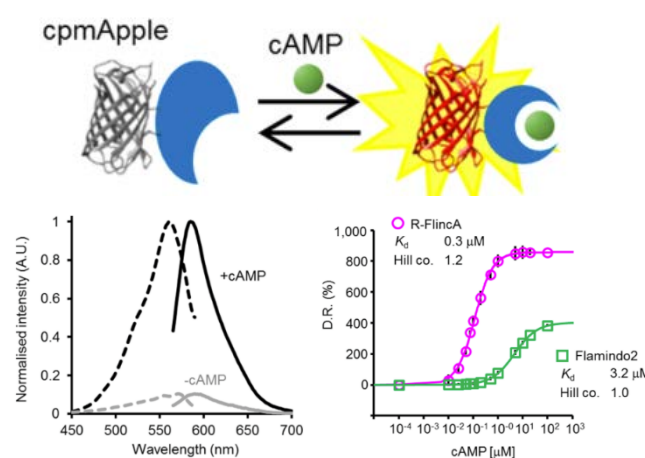 cpmApple
cAMP
Normalised intensity (A.U.)
1
0.8
0.6
0.4
0.2
0
+cAMP
-cAMP
450 500 550 600 650 700
Wavelength (nm)
D.R. (%)
1,000
800
600
400
200
0
R-FlincA
Kd 0.3 µM
Hill co. 1.2
Flamindo2
Kd 3.2 µM
Hill co. 1.0
10⁻⁴ 10⁻³ 10⁻² 10⁻¹ 10⁻⁰ 10¹ 10² 10³
cAMP [µM]